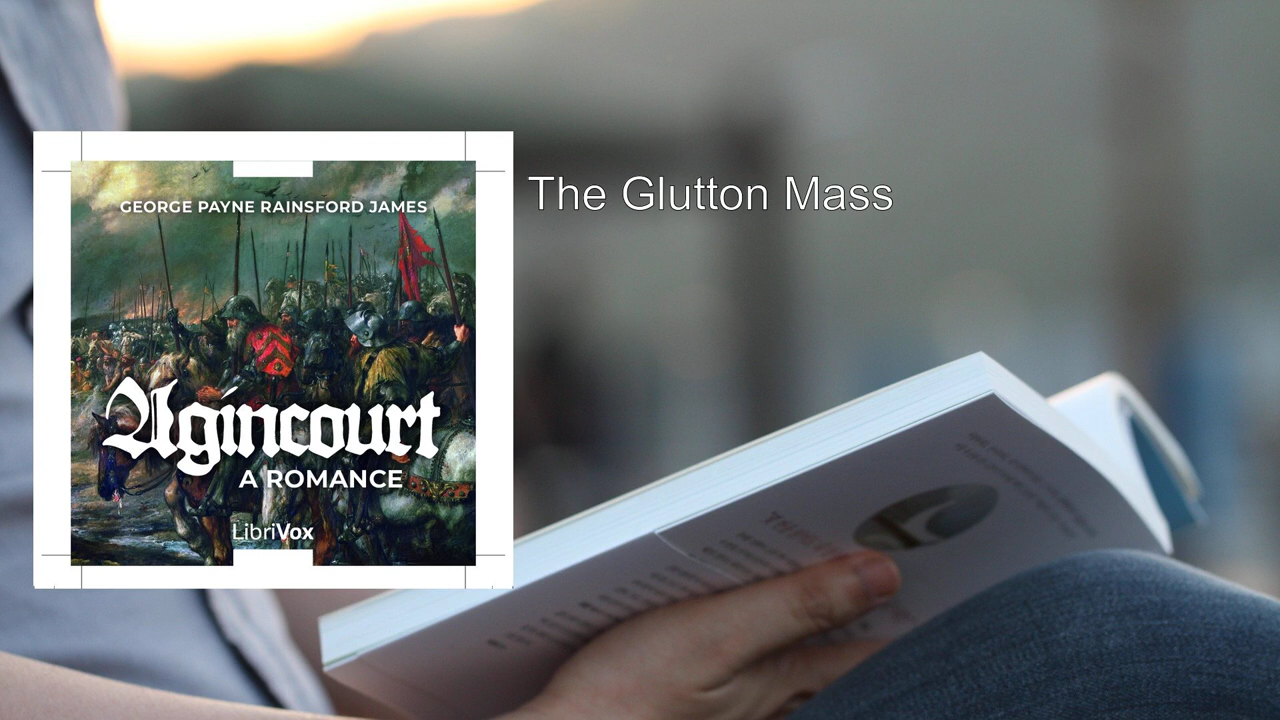 GEORGE PAYNE RAINSFORD JAMES
Agincourt
A ROMANCE
LibriVox
The Glutton Mass